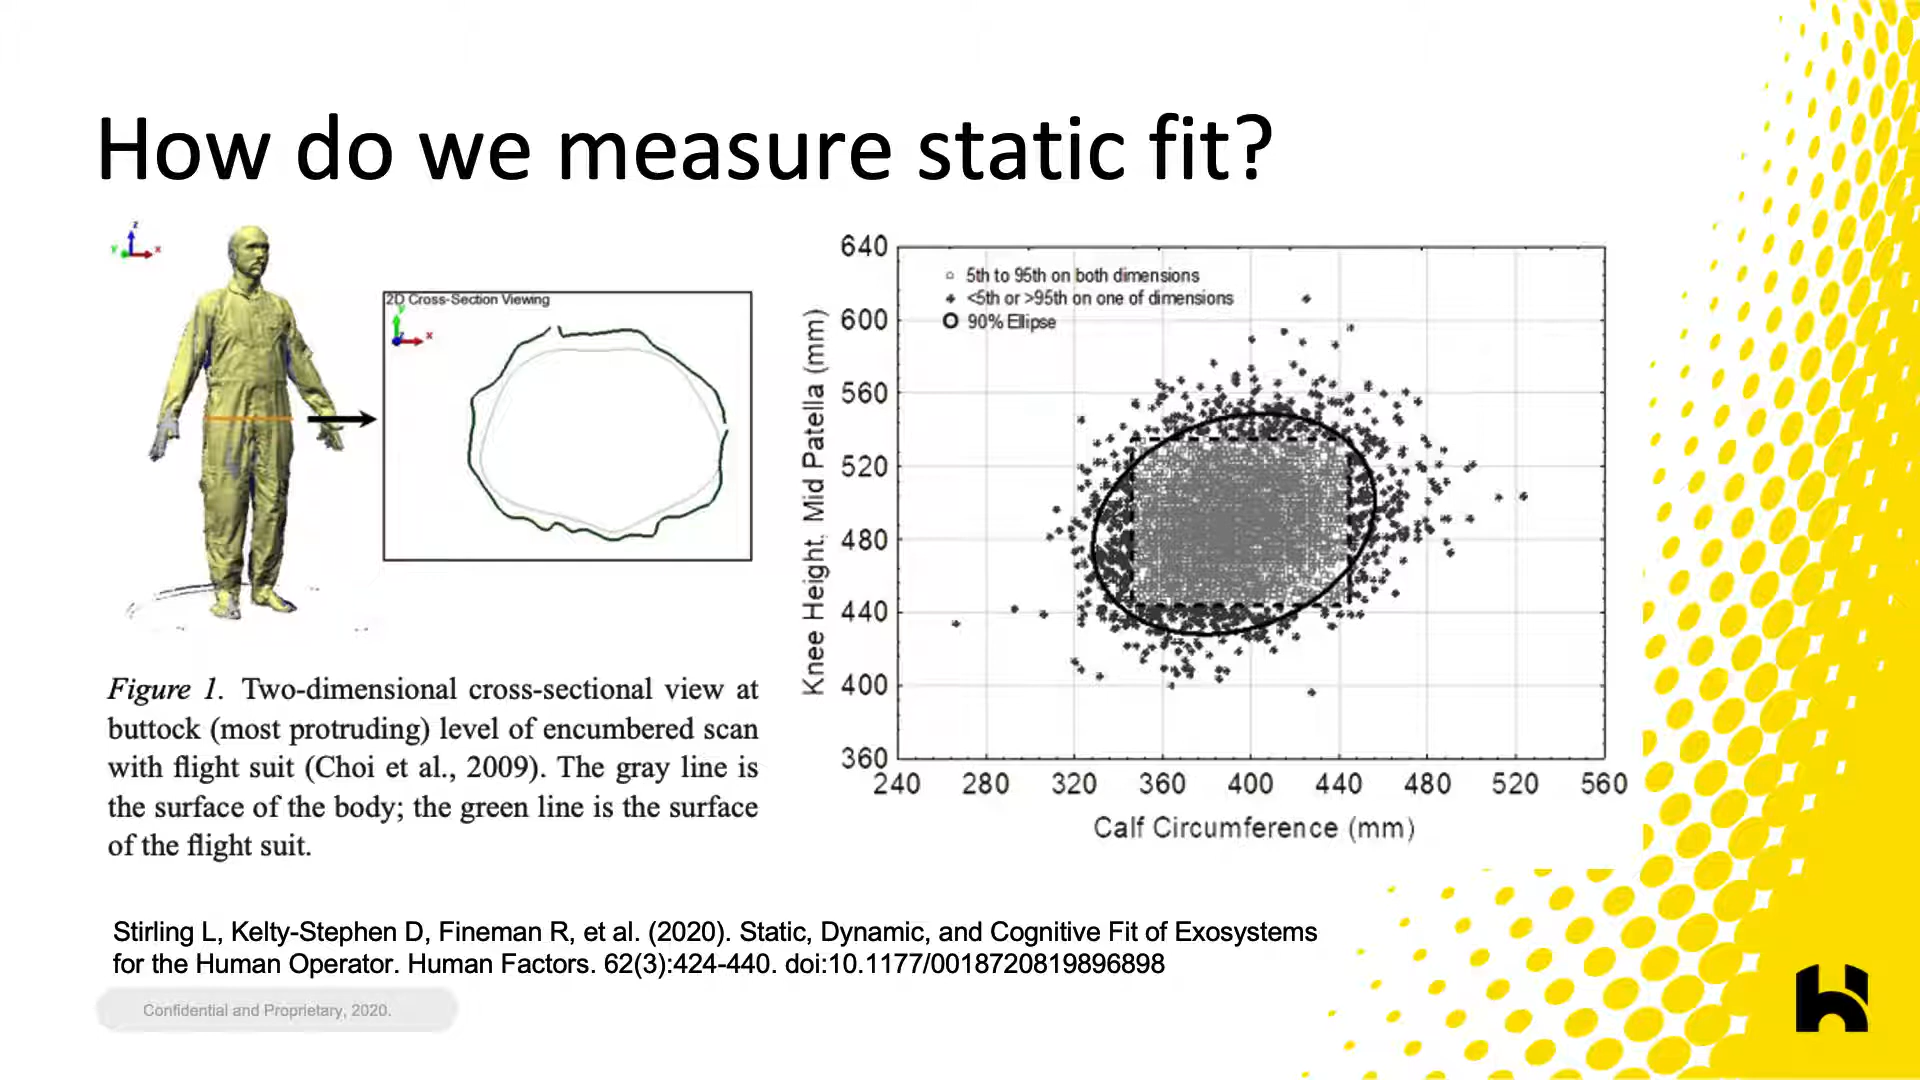 How do we measure static fit?
z
Y
x
2D Cross-Section Viewing
Y
x
Figure 1. Two-dimensional cross-sectional view at
buttock (most protruding) level of encumbered scan
with flight suit (Choi et al., 2009). The gray line is
the surface of the body; the green line is the surface
of the flight suit.
5th to 95th on both dimensions
<5th or >95th on one of dimensions
90% Ellipse
Knee Height, Mid Patella (mm)
640
600
560
520
480
440
400
360
240 280 320 360 400 440 480 520 560
Calf Circumference (mm)
Stirling L, Kelty-Stephen D, Fineman R, et al. (2020). Static, Dynamic, and Cognitive Fit of Exosystems
for the Human Operator. Human Factors. 62(3):424-440. doi:10.1177/0018720819896898
Confidential and Proprietary, 2020.